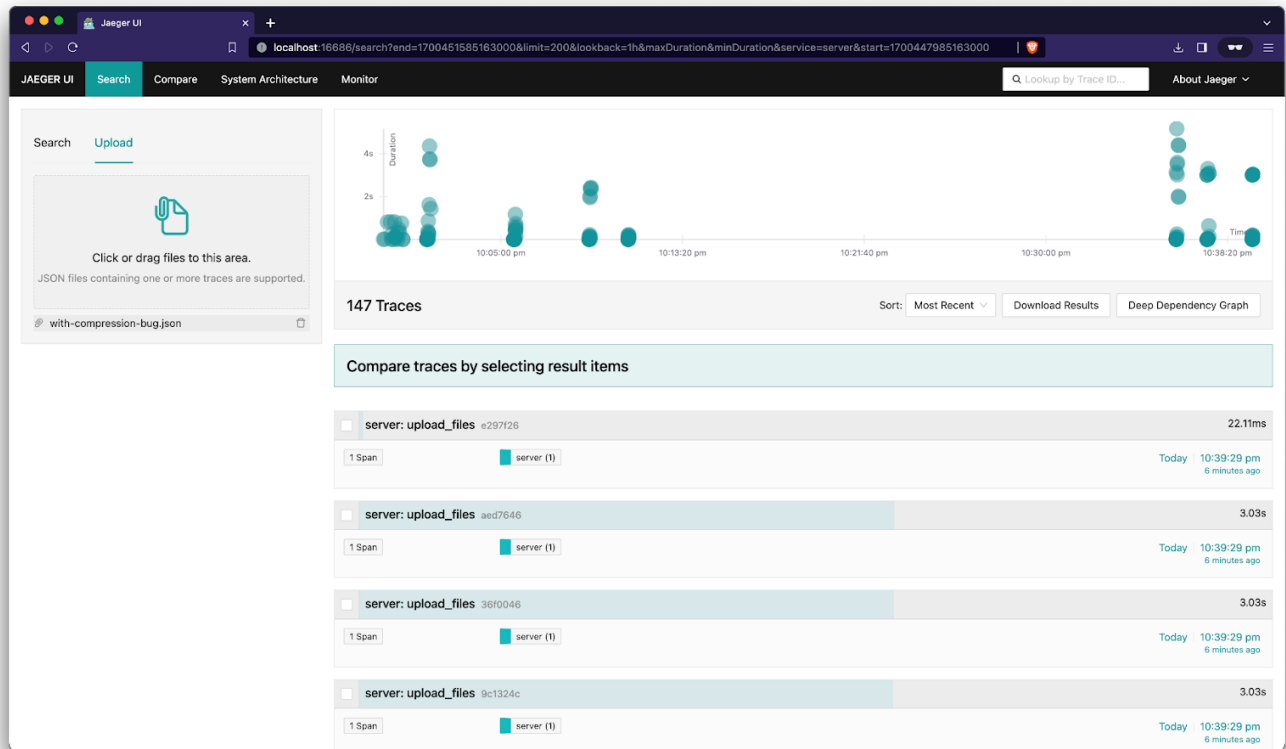 Jaeger UI
localhost:16686/search?end=1700451585163000&limit=200&lookback=1h&maxDuration&minDuration&service=server&start=1700447985163000
JAEGER UI Search Compare System Architecture Monitor Lookup by Trace ID... About Jaeger
Search Upload
Click or drag files to this area.
JSON files containing one or more traces are supported.
with-compression-bug.json
Duration
4s
2s
Time
10:05:00 pm 10:13:20 pm 10:21:40 pm 10:30:00 pm 10:38:20 pm
147 Traces Sort: Most Recent Download Results Deep Dependency Graph
Compare traces by selecting result items
server: upload_files e297f26 22.11ms
1 Span server (1) Today 10:39:29 pm
6 minutes ago
server: upload_files aed7646 3.03s
1 Span server (1) Today 10:39:29 pm
6 minutes ago
server: upload_files 36f0046 3.03s
1 Span server (1) Today 10:39:29 pm
6 minutes ago
server: upload_files 9c1324c 3.03s
1 Span server (1) Today 10:39:29 pm
6 minutes ago